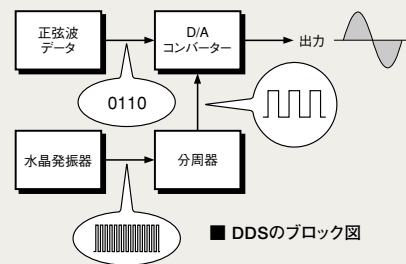 正弦波
データ
D/A
コンバーター
出力
0110
水晶発振器
分周器
■ DDSのブロック図